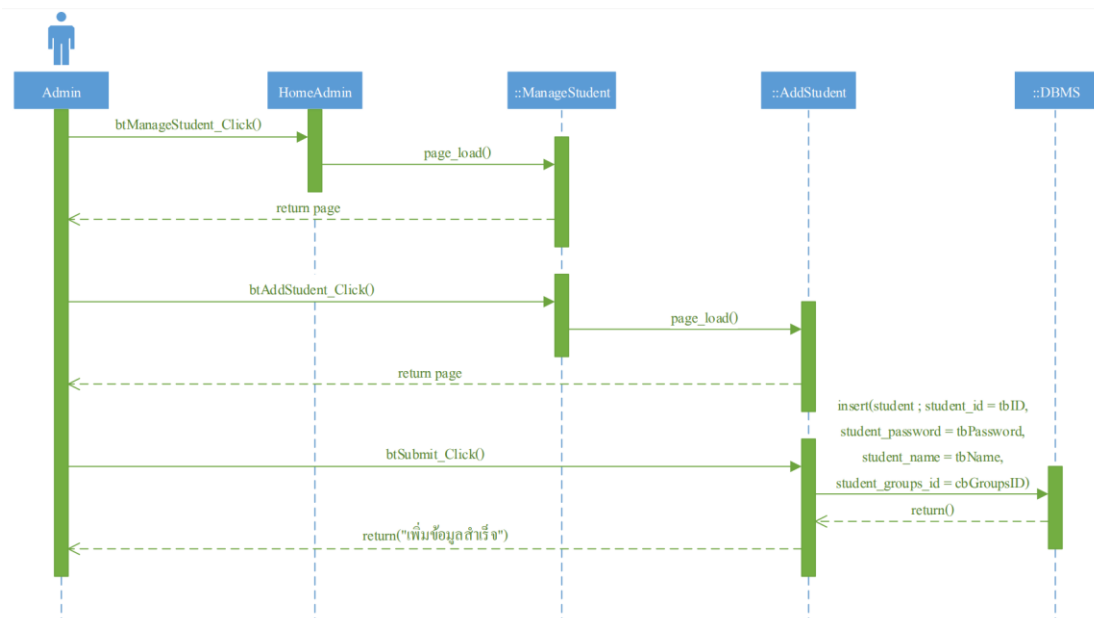 Admin
HomeAdmin
::ManageStudent
::AddStudent
::DBMS
btManageStudent_Click()
page_load()
return page
btAddStudent_Click()
page_load()
return page
insert(student ; student_id = tbID,
student_password = tbPassword,
student_name = tbName,
student_groups_id = cbGroupsID)
btSubmit_Click()
return()
return("เพิ่มข้อมูลสำเร็จ")